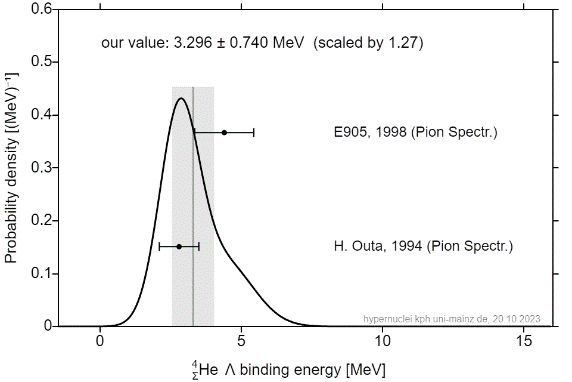 0.6
our value: 3.296 ± 0.740 MeV (scaled by 1.27)
0.5
0.4
E905, 1998 (Pion Spectr.)
0.3
0.2
H. Outa, 1994 (Pion Spectr.)
0.1
hypernuclei.kph.uni-mainz.de, 20.10.2023
0
0 5 10 15
Probability density [(MeV)⁻¹]
⁴ΣHe Λ binding energy [MeV]